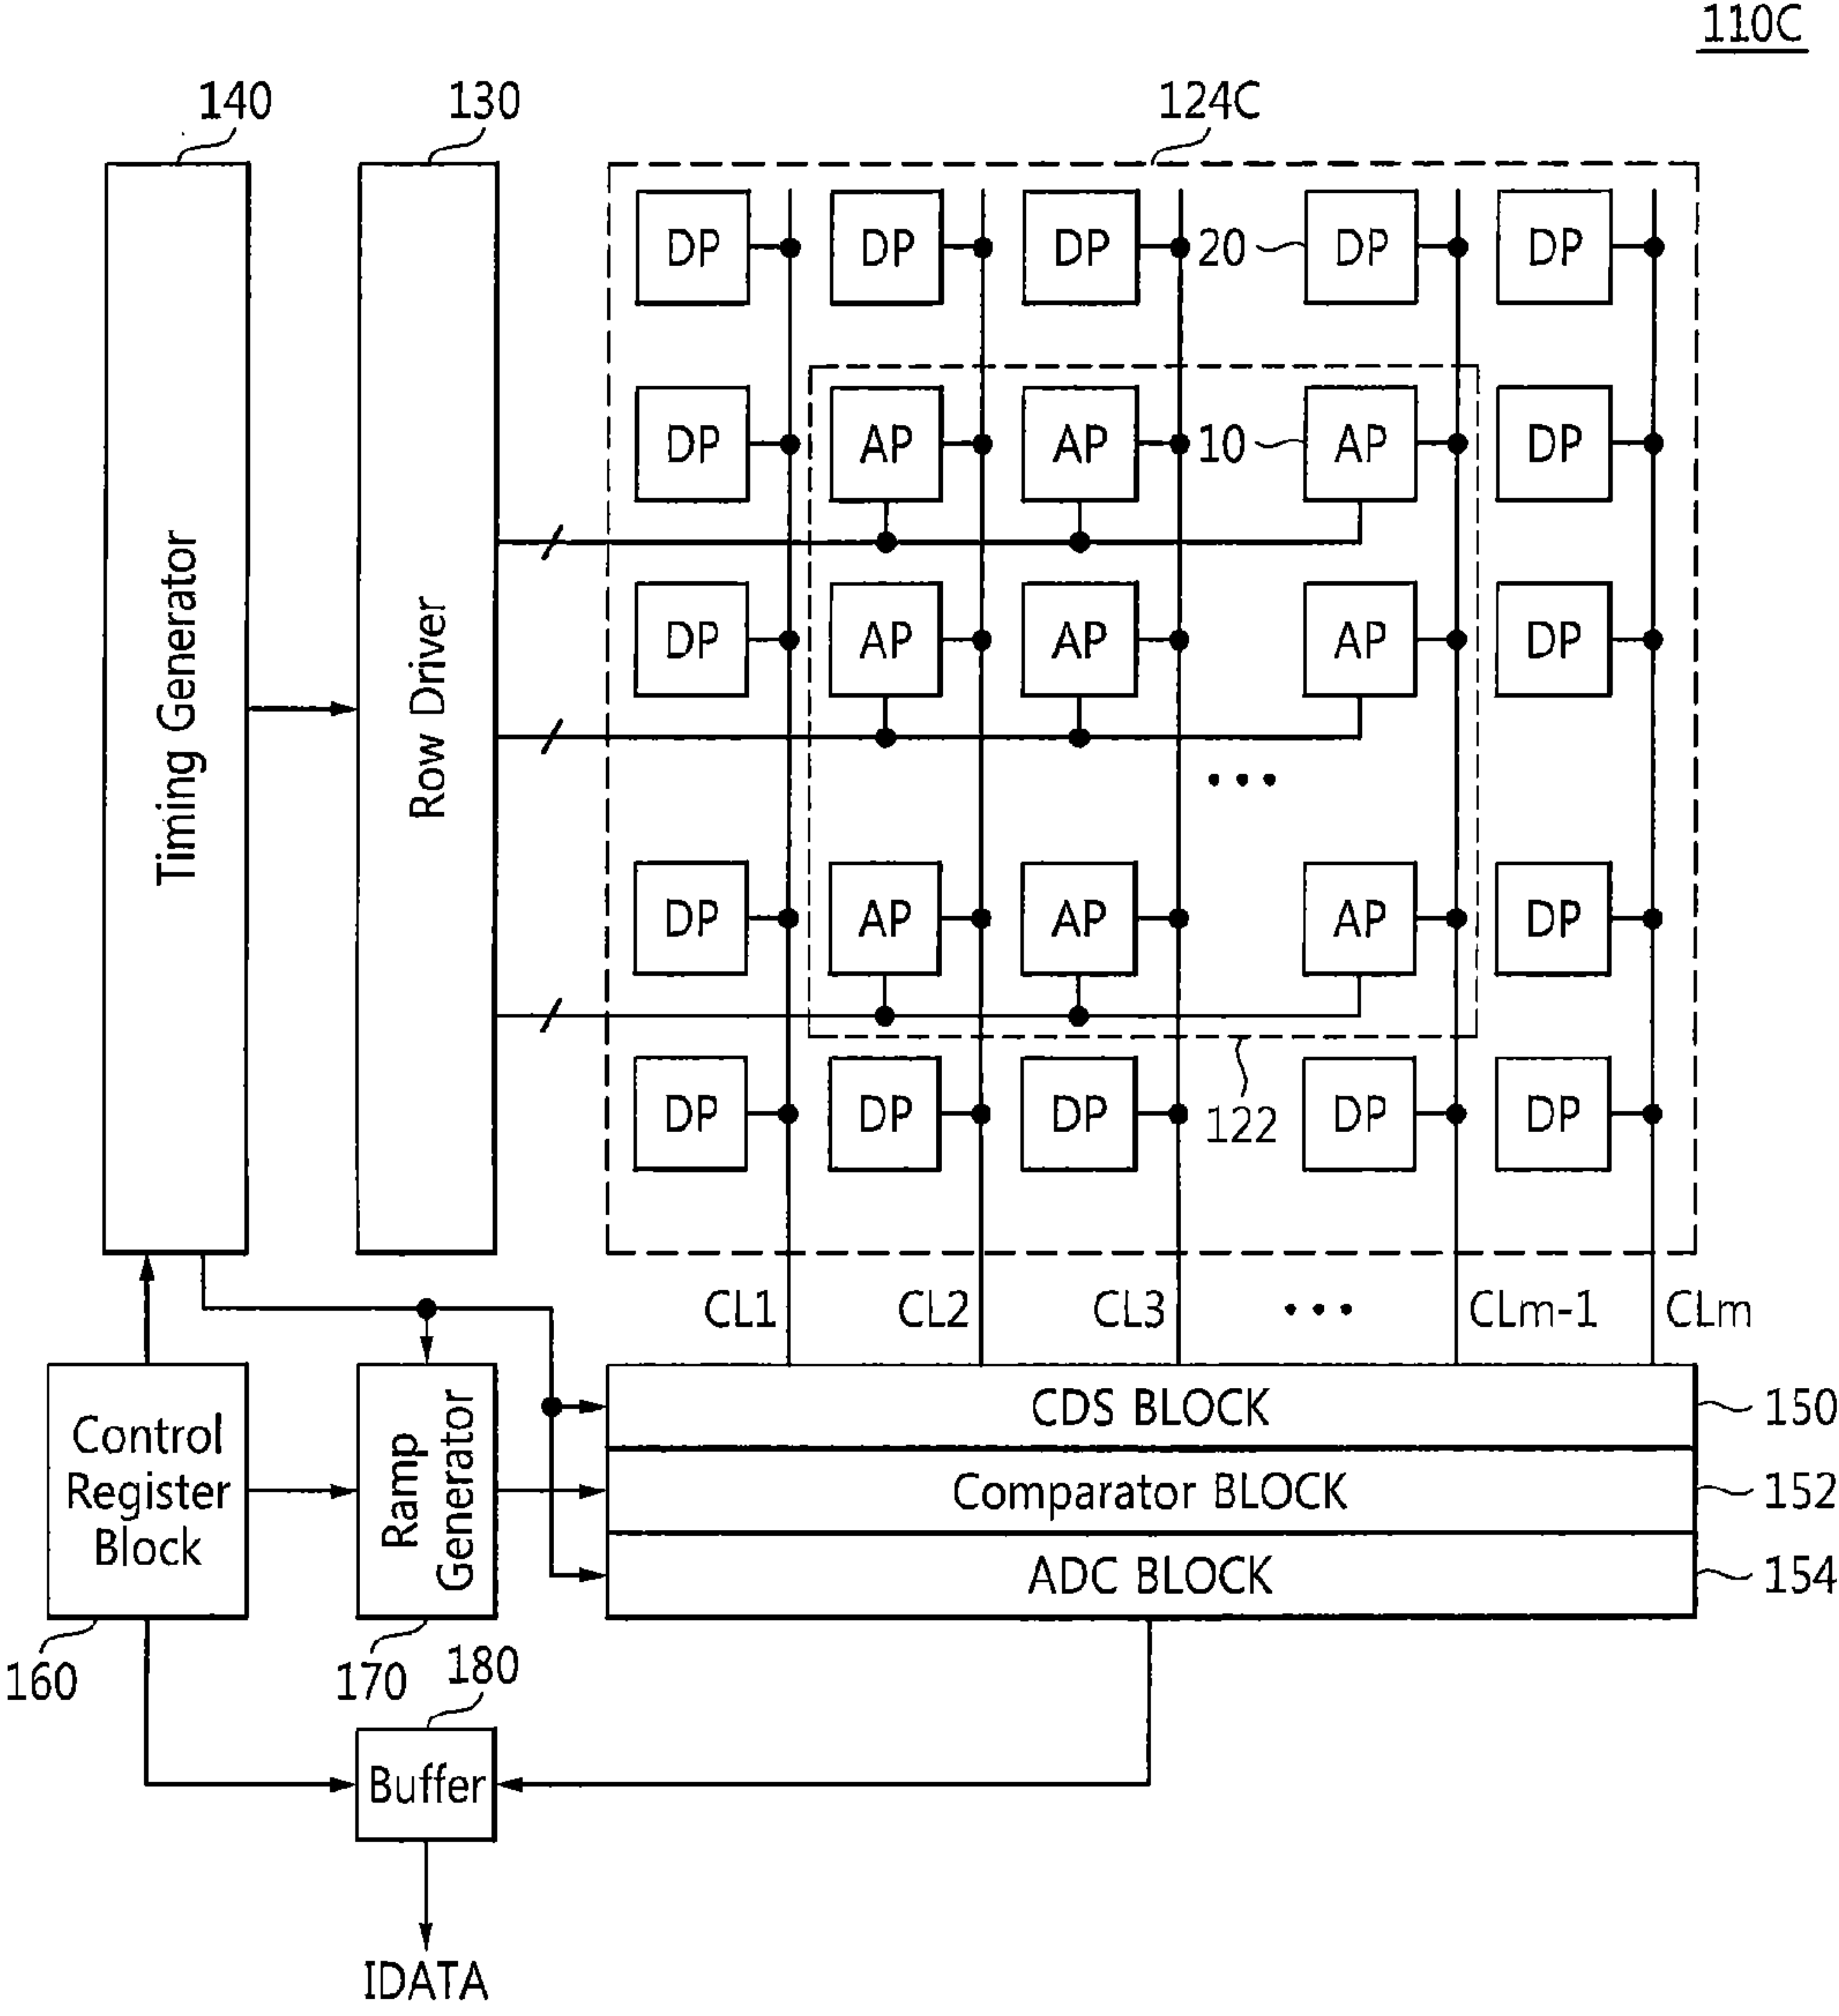 110C
140
130
124C
DP DP DP 20 DP DP
DP AP AP 10 AP DP
DP AP AP AP DP
Timing Generator
Row Driver
...
DP AP AP AP DP
DP DP DP 122 DP DP
CL1 CL2 CL3 ... CLm-1 CLm
Control
Register
Block
Ramp
Generator
CDS BLOCK 150
Comparator BLOCK 152
ADC BLOCK 154
160
170
180
Buffer
IDATA